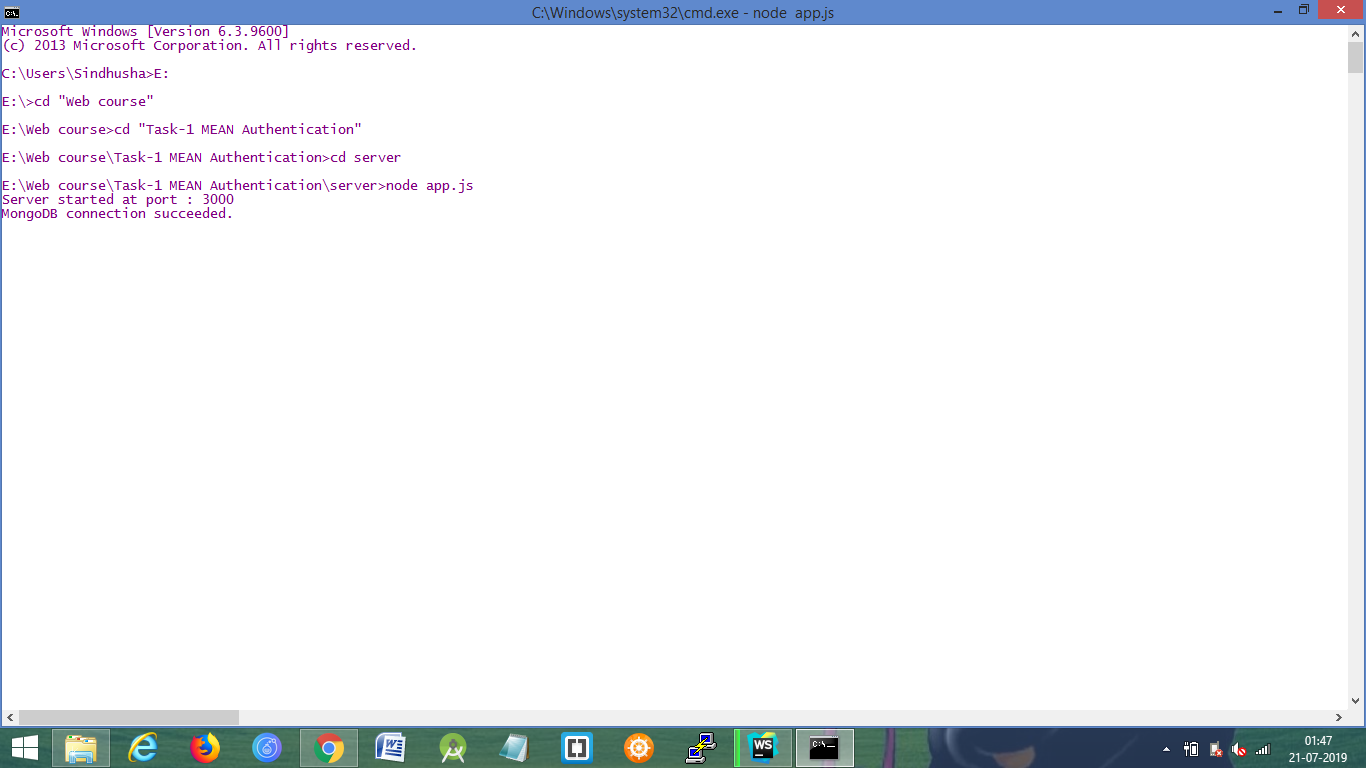 C:\Windows\system32\cmd.exe - node  app.js
Microsoft Windows [Version 6.3.9600]
(c) 2013 Microsoft Corporation. All rights reserved.
C:\Users\Sindhusha>E:
E:\>cd "Web course"
E:\Web course>cd "Task-1 MEAN Authentication"
E:\Web course\Task-1 MEAN Authentication>cd server
E:\Web course\Task-1 MEAN Authentication\server>node app.js
Server started at port : 3000
MongoDB connection succeeded.
WS
01:47
21-07-2019